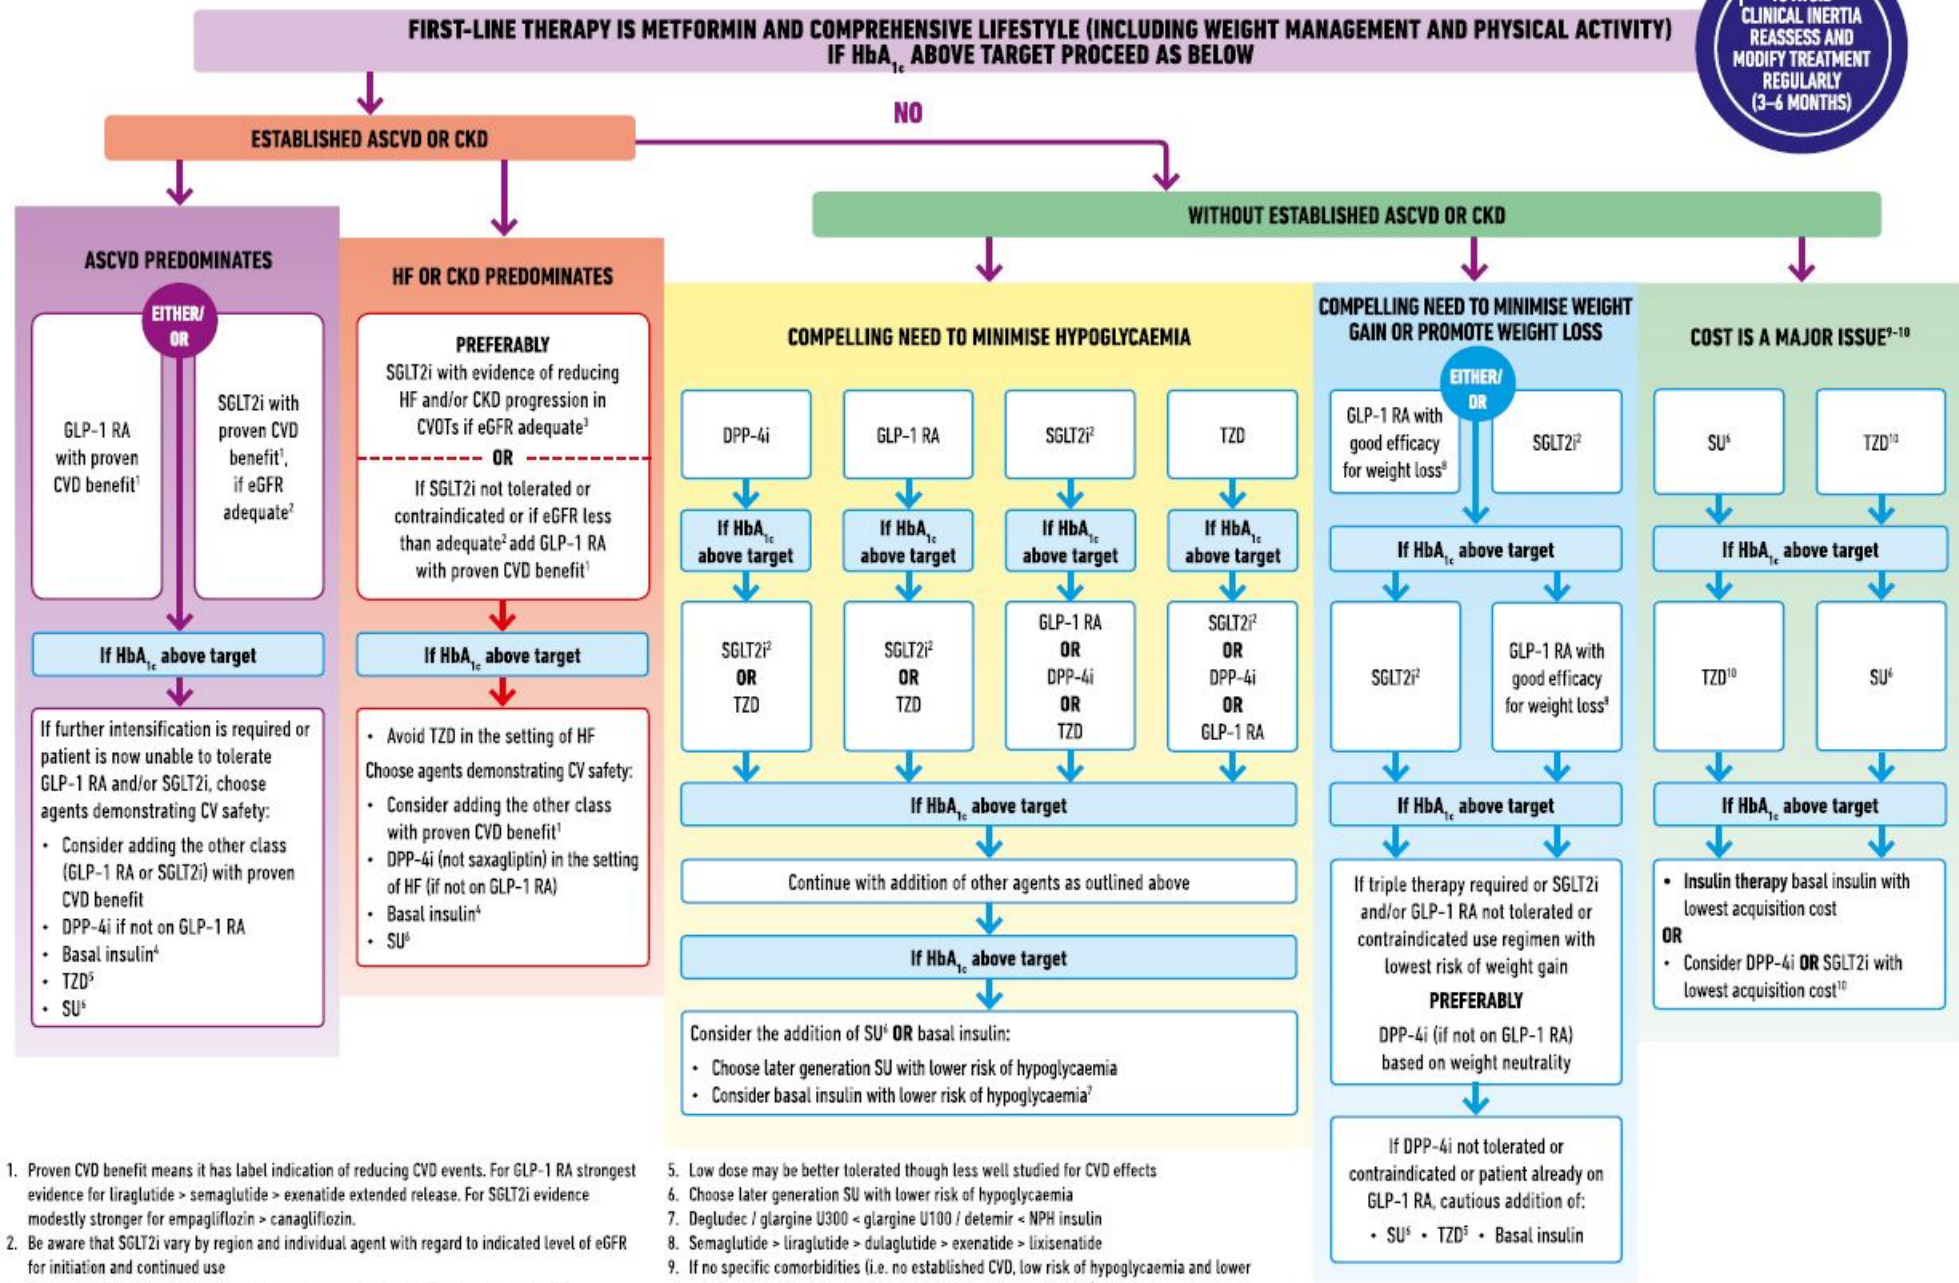 FIRST-LINE THERAPY IS METFORMIN AND COMPREHENSIVE LIFESTYLE (INCLUDING WEIGHT MANAGEMENT AND PHYSICAL ACTIVITY)
IF HbA1c ABOVE TARGET PROCEED AS BELOW
CLINICAL INERTIA
REASSESS AND
MODIFY TREATMENT
REGULARLY
(3–6 MONTHS)
NO
ESTABLISHED ASCVD OR CKD
WITHOUT ESTABLISHED ASCVD OR CKD
ASCVD PREDOMINATES
EITHER/
OR
GLP-1 RA
with proven
CVD benefit¹
SGLT2i with
proven CVD
benefit¹,
if eGFR
adequate²
If HbA1c above target
If further intensification is required or
patient is now unable to tolerate
GLP-1 RA and/or SGLT2i, choose
agents demonstrating CV safety:
• Consider adding the other class
(GLP-1 RA or SGLT2i) with proven
CVD benefit
• DPP-4i if not on GLP-1 RA
• Basal insulin⁴
• TZD⁵
• SU⁶
HF OR CKD PREDOMINATES
PREFERABLY
SGLT2i with evidence of reducing
HF and/or CKD progression in
CVOTs if eGFR adequate³
OR
If SGLT2i not tolerated or
contraindicated or if eGFR less
than adequate² add GLP-1 RA
with proven CVD benefit¹
If HbA1c above target
• Avoid TZD in the setting of HF
Choose agents demonstrating CV safety:
• Consider adding the other class
with proven CVD benefit¹
• DPP-4i (not saxagliptin) in the setting
of HF (if not on GLP-1 RA)
• Basal insulin⁴
• SU⁶
COMPELLING NEED TO MINIMISE HYPOGLYCAEMIA
DPP-4i
If HbA1c
above target
SGLT2i²
OR
TZD
GLP-1 RA
If HbA1c
above target
SGLT2i²
OR
TZD
SGLT2i²
If HbA1c
above target
GLP-1 RA
OR
DPP-4i
OR
TZD
TZD
If HbA1c
above target
SGLT2i²
OR
DPP-4i
OR
GLP-1 RA
If HbA1c above target
Continue with addition of other agents as outlined above
If HbA1c above target
Consider the addition of SU⁶ OR basal insulin:
• Choose later generation SU with lower risk of hypoglycaemia
• Consider basal insulin with lower risk of hypoglycaemia⁷
COMPELLING NEED TO MINIMISE WEIGHT
GAIN OR PROMOTE WEIGHT LOSS
EITHER/
OR
GLP-1 RA with
good efficacy
for weight loss⁸
SGLT2i²
If HbA1c above target
SGLT2i²
GLP-1 RA with
good efficacy
for weight loss⁸
If HbA1c above target
If triple therapy required or SGLT2i
and/or GLP-1 RA not tolerated or
contraindicated use regimen with
lowest risk of weight gain
PREFERABLY
DPP-4i (if not on GLP-1 RA)
based on weight neutrality
If DPP-4i not tolerated or
contraindicated or patient already on
GLP-1 RA, cautious addition of:
• SU⁶ • TZD⁵ • Basal insulin
COST IS A MAJOR ISSUE⁹⁻¹⁰
SU⁶
TZD¹⁰
If HbA1c above target
TZD¹⁰
SU⁶
If HbA1c above target
• Insulin therapy basal insulin with
lowest acquisition cost
OR
• Consider DPP-4i OR SGLT2i with
lowest acquisition cost¹⁰
1. Proven CVD benefit means it has label indication of reducing CVD events. For GLP-1 RA strongest
evidence for liraglutide > semaglutide > exenatide extended release. For SGLT2i evidence
modestly stronger for empagliflozin > canagliflozin.
2. Be aware that SGLT2i vary by region and individual agent with regard to indicated level of eGFR
for initiation and continued use
5. Low dose may be better tolerated though less well studied for CVD effects
6. Choose later generation SU with lower risk of hypoglycaemia
7. Degludec / glargine U300 < glargine U100 / detemir < NPH insulin
8. Semaglutide > liraglutide > dulaglutide > exenatide > lixisenatide
9. If no specific comorbidities (i.e. no established CVD, low risk of hypoglycaemia and lower